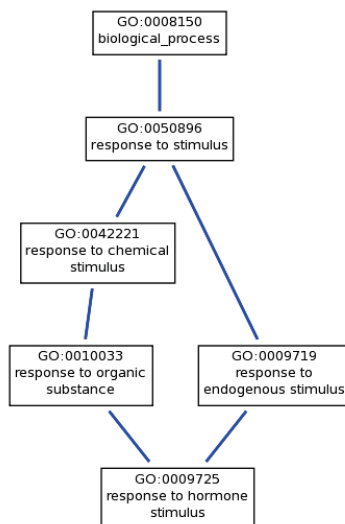 GO:0008150
biological_process
GO:0050896
response to stimulus
GO:0042221
response to chemical
stimulus
GO:0010033
response to organic
substance
GO:0009719
response to
endogenous stimulus
GO:0009725
response to hormone
stimulus